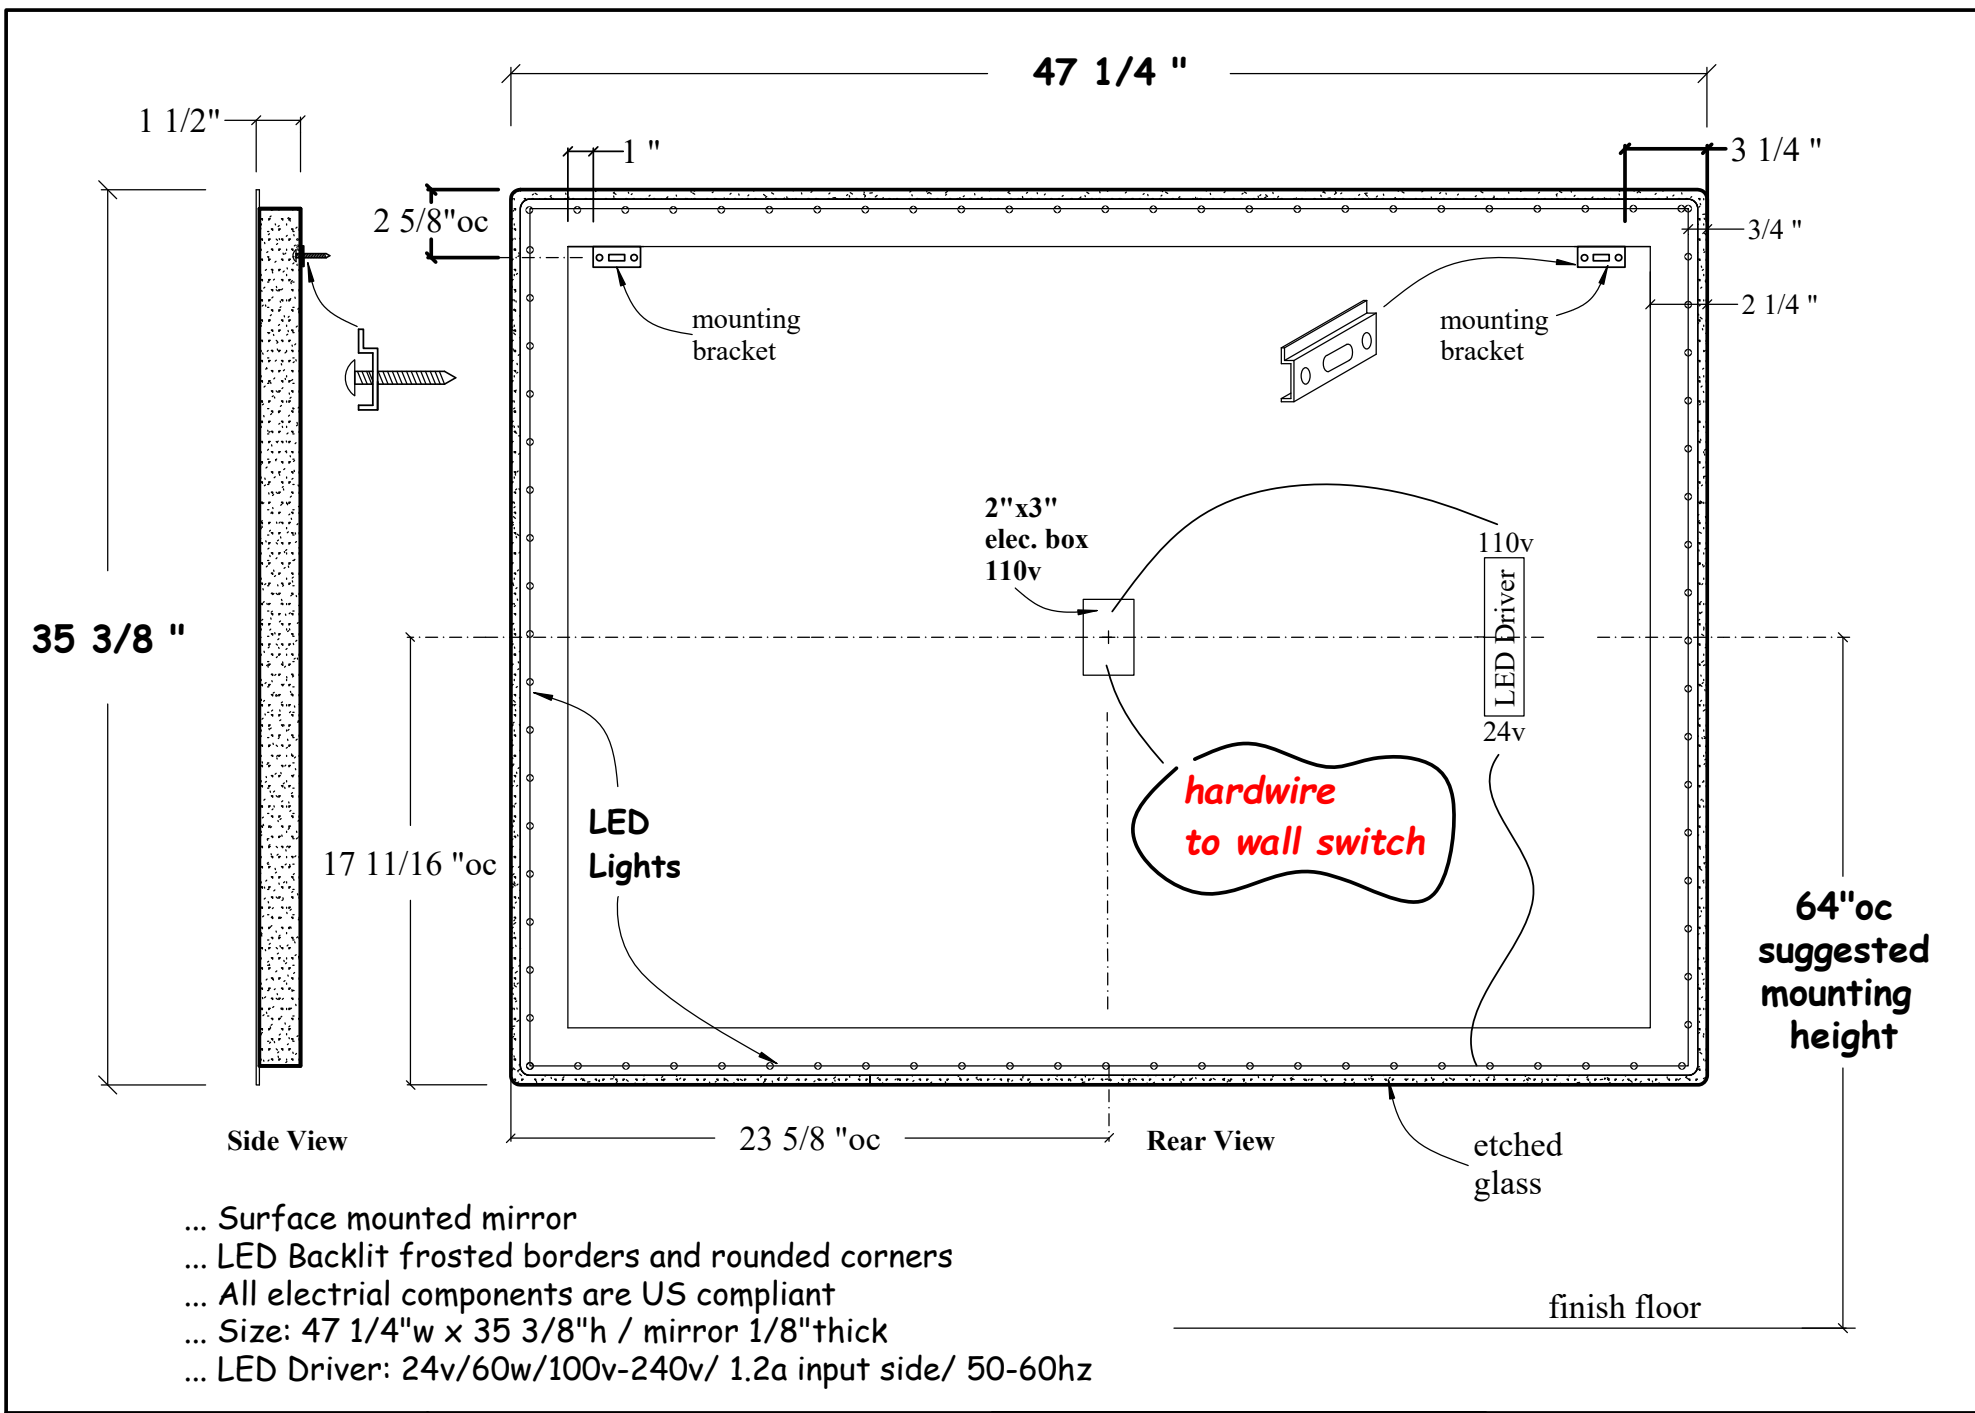 47 1/4 "
1 1/2"
1 "
3 1/4 "
2 5/8"oc
3/4 "
2 1/4 "
mounting
bracket
mounting
bracket
2"x3"
elec. box
110v
110v
LED Driver
24v
35 3/8 "
hardwire
to wall switch
LED
Lights
17 11/16 "oc
64"oc
suggested
mounting
height
Side View
23 5/8 "oc
Rear View
etched
glass
... Surface mounted mirror
... LED Backlit frosted borders and rounded corners
... All electrial components are US compliant
... Size: 47 1/4"w x 35 3/8"h / mirror 1/8"thick
... LED Driver: 24v/60w/100v-240v/ 1.2a input side/ 50-60hz
finish floor